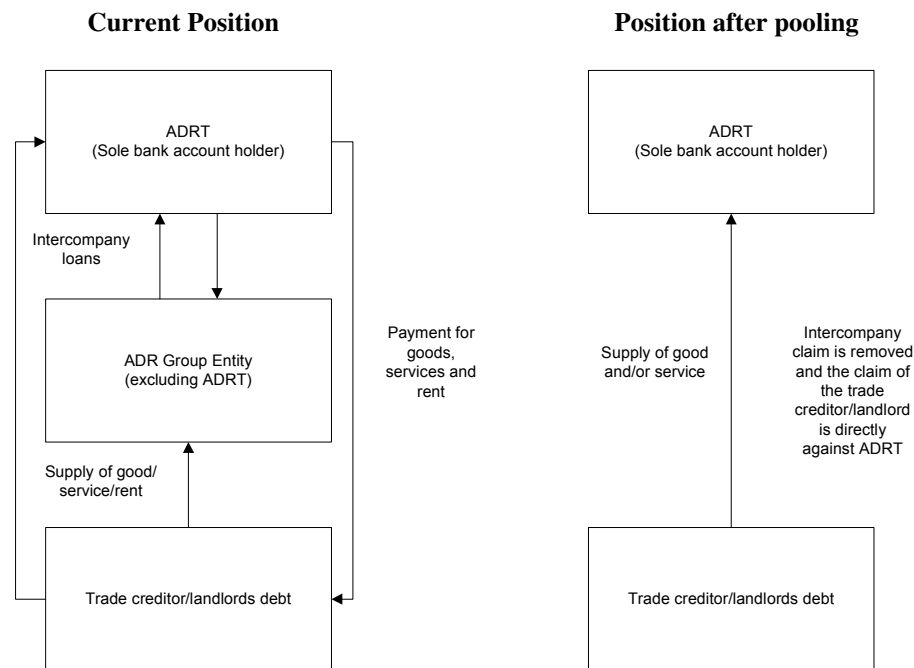 Current Position
ADRT
(Sole bank account holder)
Intercompany
loans
ADR Group Entity
(excluding ADRT)
Payment for
goods,
services and
rent
Supply of good/
service/rent
Trade creditor/landlords debt
Position after pooling
ADRT
(Sole bank account holder)
Supply of good
and/or service
Intercompany
claim is removed
and the claim of
the trade
creditor/landlord
is directly
against ADRT
Trade creditor/landlords debt